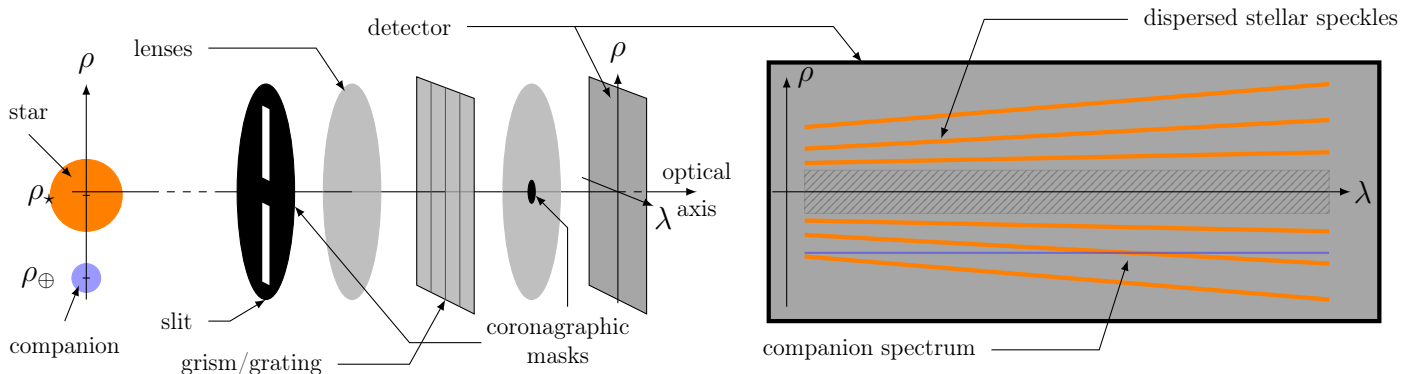 dispersed stellar speckles
detector
lenses
ρ
ρ
ρ
star
optical
axis
ρ⋆
λ
λ
ρ⊕
slit
coronagraphic
masks
companion
companion spectrum
grism/grating